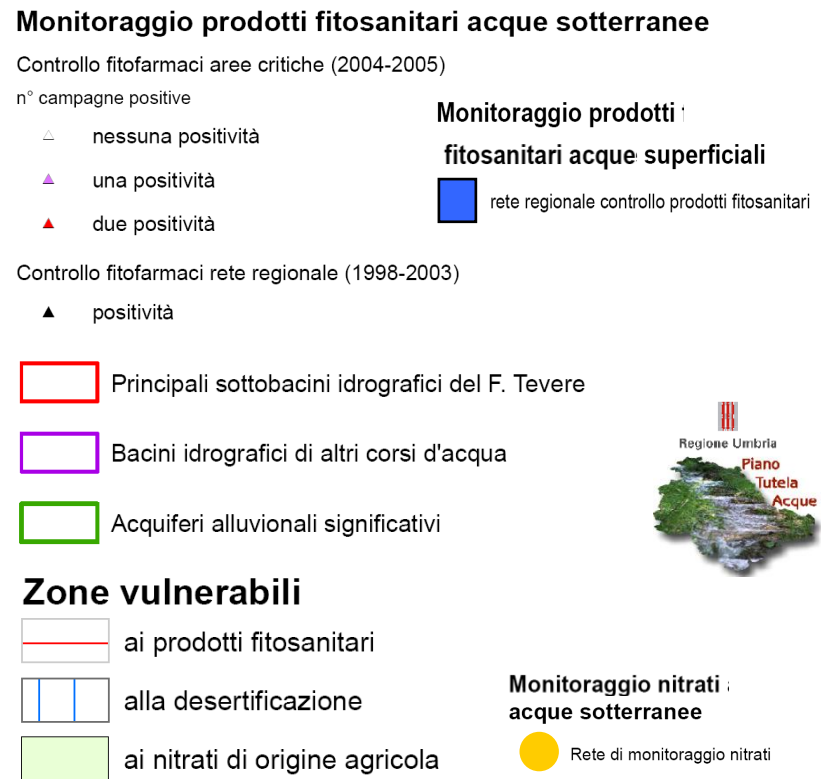 Monitoraggio prodotti fitosanitari acque sotterranee
Controllo fitofarmaci aree critiche (2004-2005)
n° campagne positive
nessuna positività
una positività
due positività
Monitoraggio prodotti
fitosanitari acque superficiali
rete regionale controllo prodotti fitosanitari
Controllo fitofarmaci rete regionale (1998-2003)
positività
Principali sottobacini idrografici del F. Tevere
Bacini idrografici di altri corsi d'acqua
Acquiferi alluvionali significativi
Regione Umbria
Piano
Tutela
Acque
Zone vulnerabili
ai prodotti fitosanitari
alla desertificazione
ai nitrati di origine agricola
Monitoraggio nitrati
acque sotterranee
Rete di monitoraggio nitrati